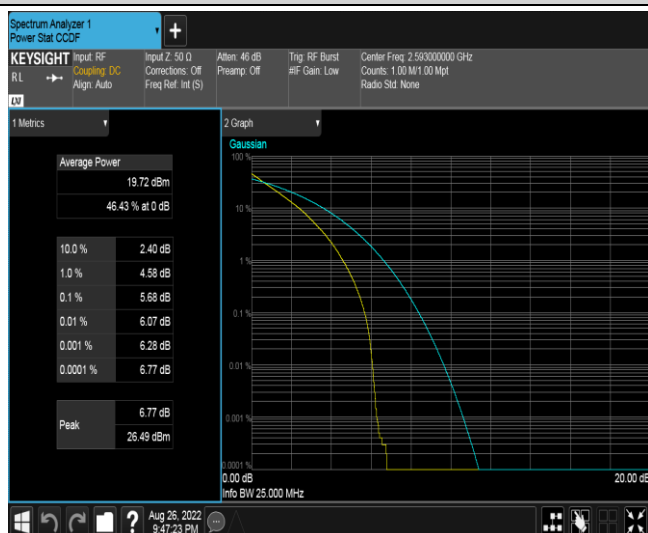 Spectrum Analyzer 1
Power Stat CCDF
KEYSIGHT
R L
Input: RF
Coupling: DC
Align: Auto
Input Z: 50 Ω
Corrections: Off
Freq Ref: Int (S)
Atten: 46 dB
Preamp: Off
Trig: RF Burst
#IF Gain: Low
Center Freq: 2.593000000 GHz
Counts: 1.00 M/1.00 Mpt
Radio Std: None
1 Metrics
Average Power
19.72 dBm
46.43 % at 0 dB
10.0 % 2.40 dB
1.0 % 4.58 dB
0.1 % 5.68 dB
0.01 % 6.07 dB
0.001 % 6.28 dB
0.0001 % 6.77 dB
Peak
6.77 dB
26.49 dBm
2 Graph
Gaussian
100 %
10 %
1 %
0.1 %
0.01 %
0.001 %
0.0001 %
0.00 dB
20.00 dB
Info BW 25.000 MHz
Aug 26, 2022
9:47:23 PM